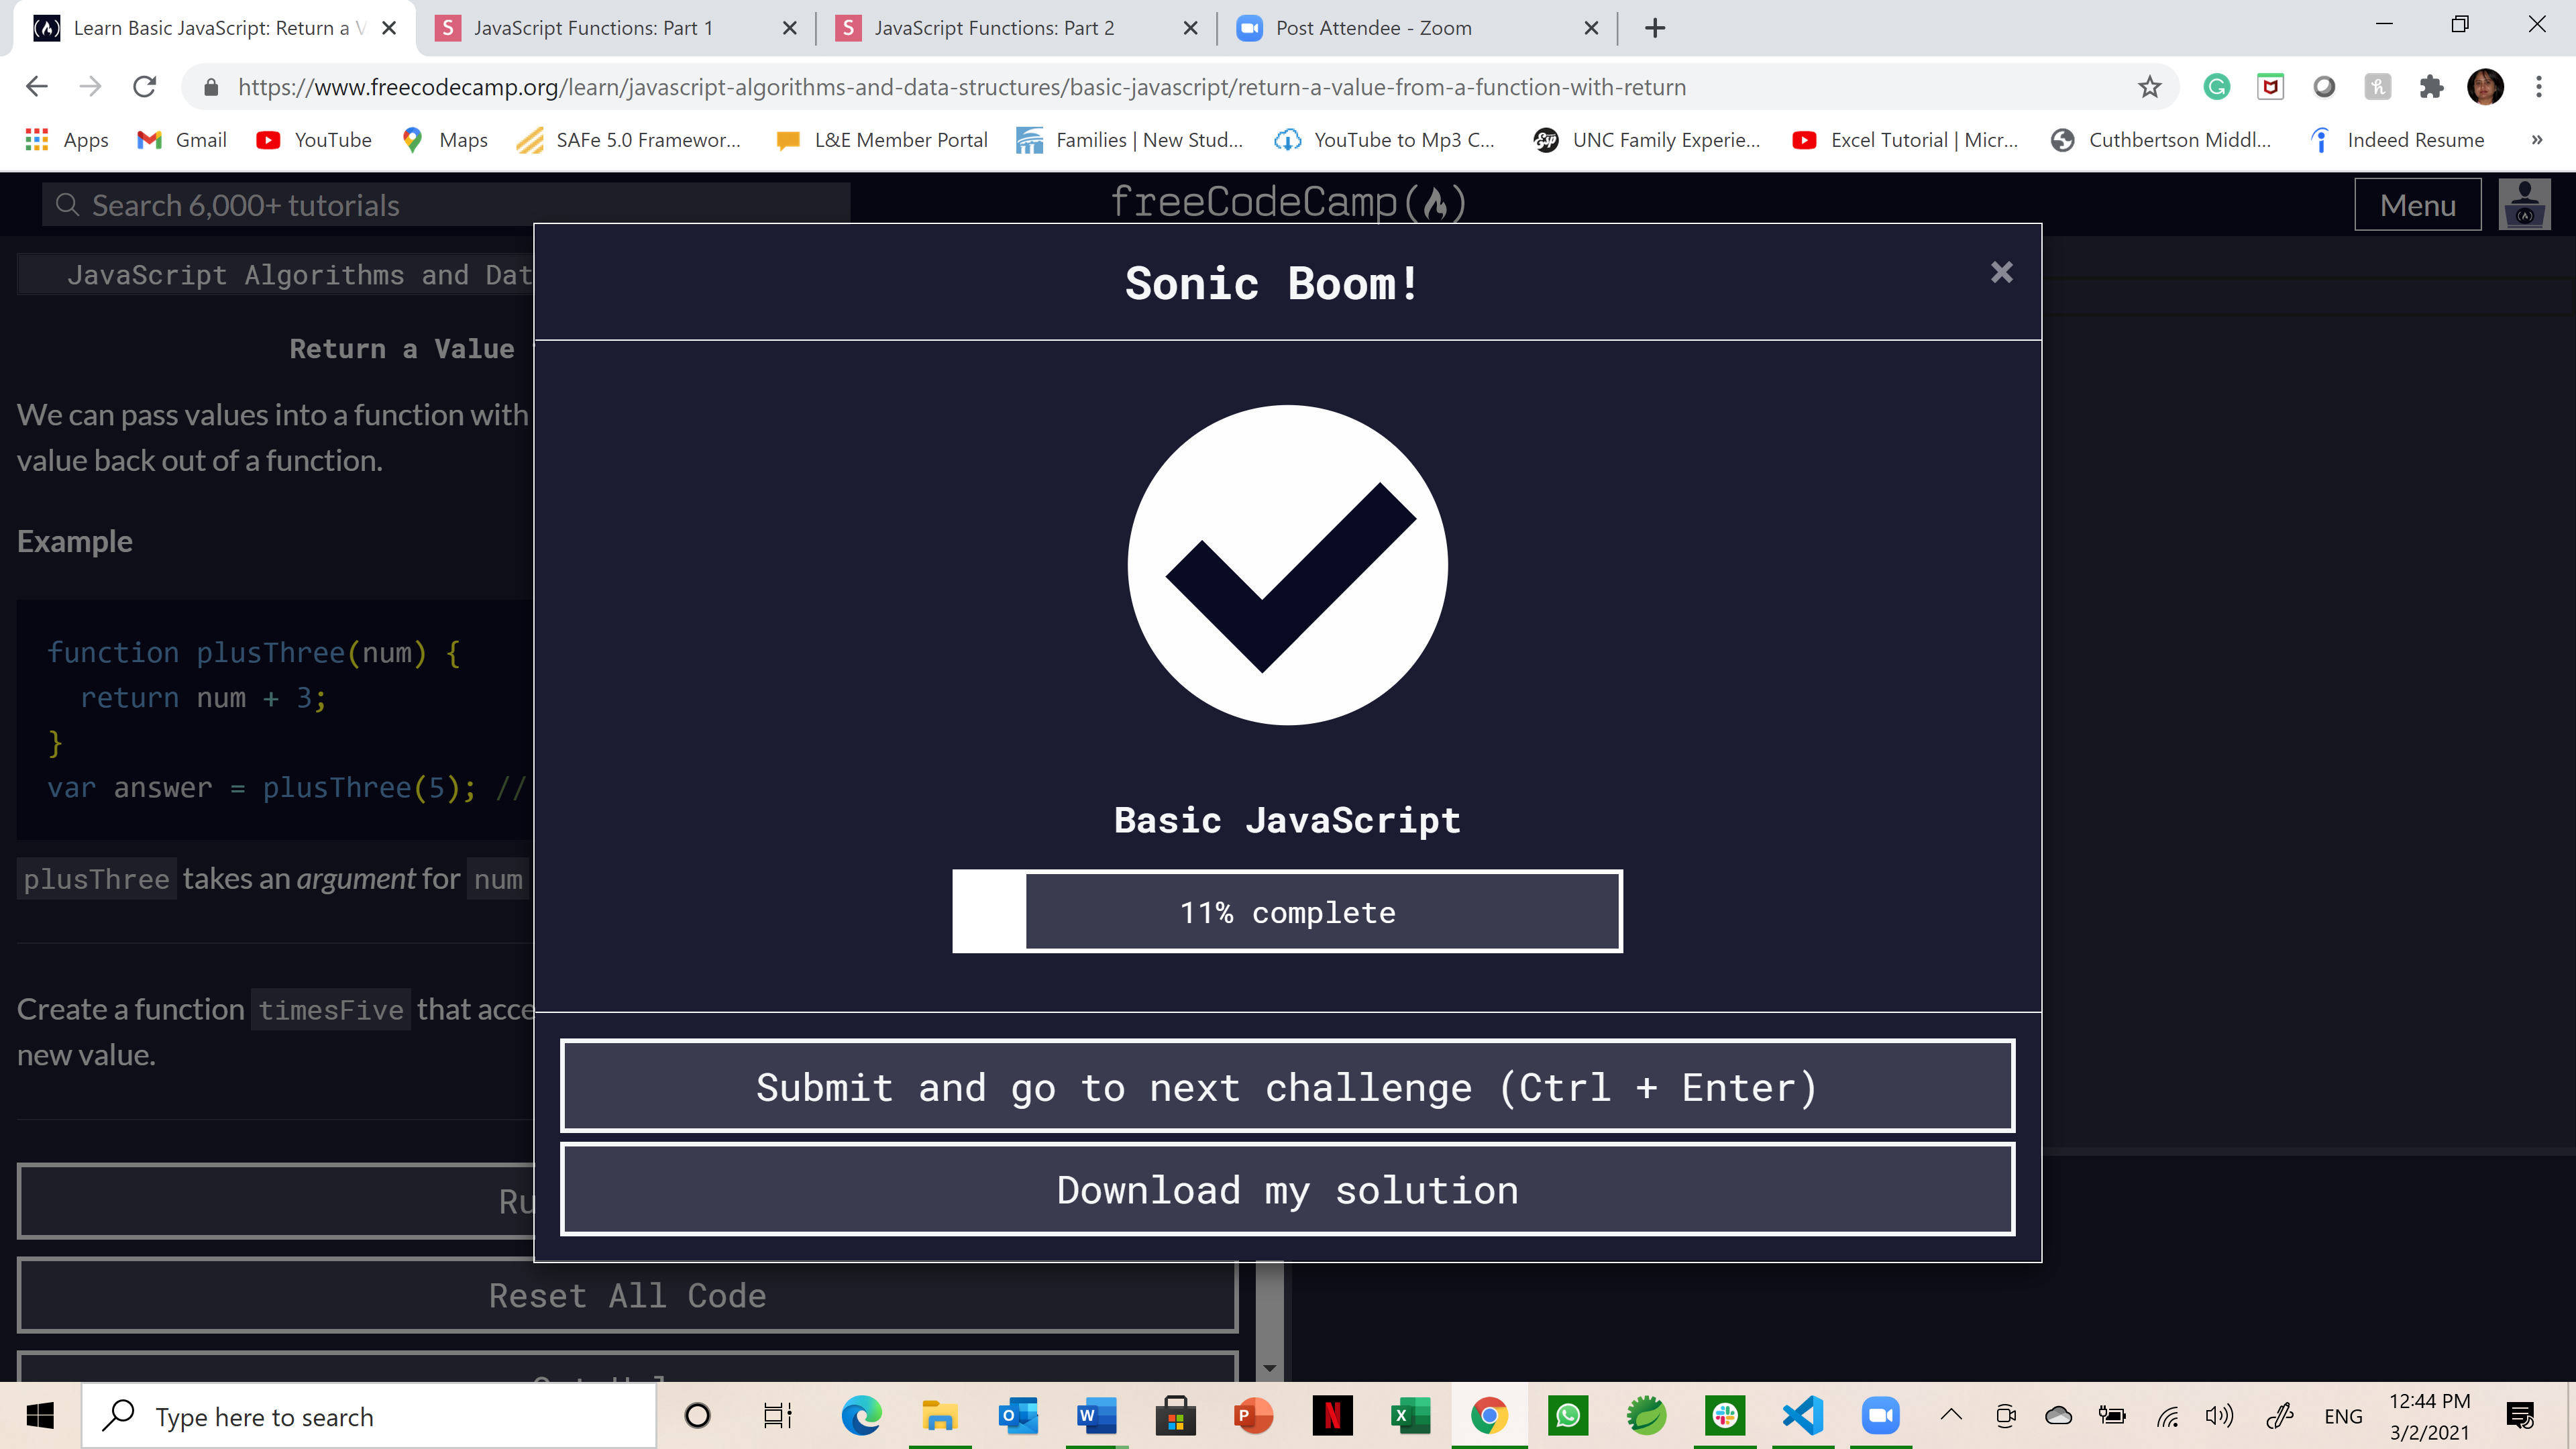 Learn Basic JavaScript: Return a V
JavaScript Functions: Part 1
JavaScript Functions: Part 2
Post Attendee - Zoom
https://www.freecodecamp.org/learn/javascript-algorithms-and-data-structures/basic-javascript/return-a-value-from-a-function-with-return
Apps Gmail YouTube Maps SAFe 5.0 Framewor... L&E Member Portal Families | New Stud... YouTube to Mp3 C... UNC Family Experie... Excel Tutorial | Micr... Cuthbertson Middl... Indeed Resume »
Search 6,000+ tutorials
freeCodeCamp
Menu
JavaScript Algorithms and Dat
Return a Value
We can pass values into a function with
value back out of a function.
Example
function plusThree(num) {
return num + 3;
}
var answer = plusThree(5); //
plusThree takes an argument for num
Create a function timesFive that acce
new value.
Ru
Reset All Code
Sonic Boom!
×
Basic JavaScript
11% complete
Submit and go to next challenge (Ctrl + Enter)
Download my solution
Type here to search
ENG
12:44 PM
3/2/2021